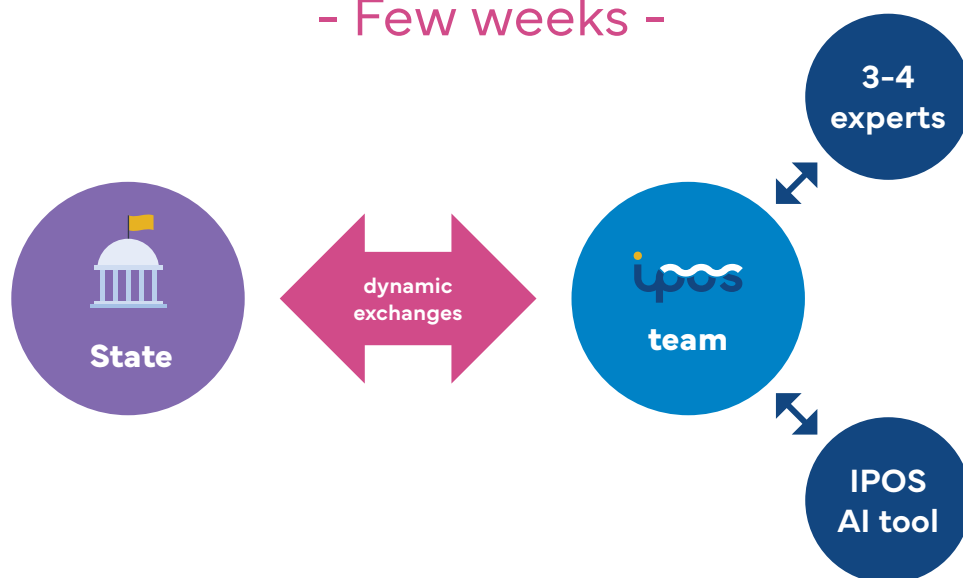 - Few weeks -
3-4
experts
State
dynamic
exchanges
ipos
team
IPOS
AI tool